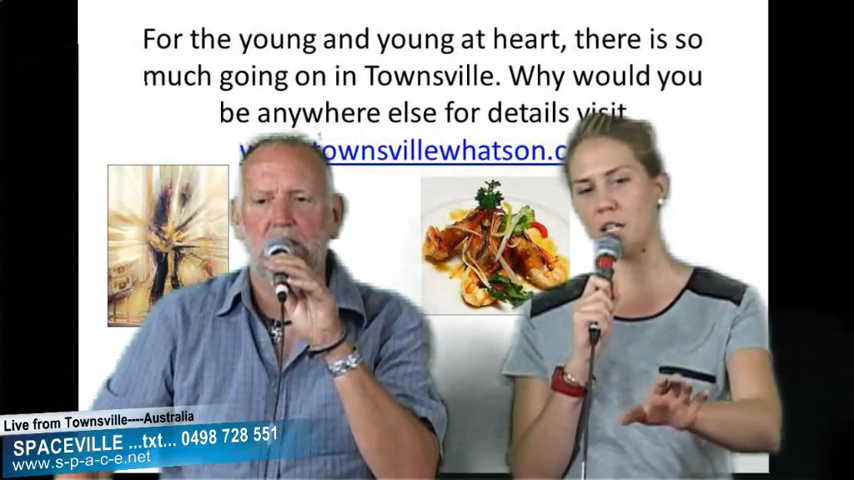 For the young and young at heart, there is so
much going on in Townsville. Why would you
be anywhere else for details visit
townsvillewhatson.c
Live from Townsville----Australia
SPACEVILLE ...txt... 0498 728 551
www.s-p-a-c-e.net